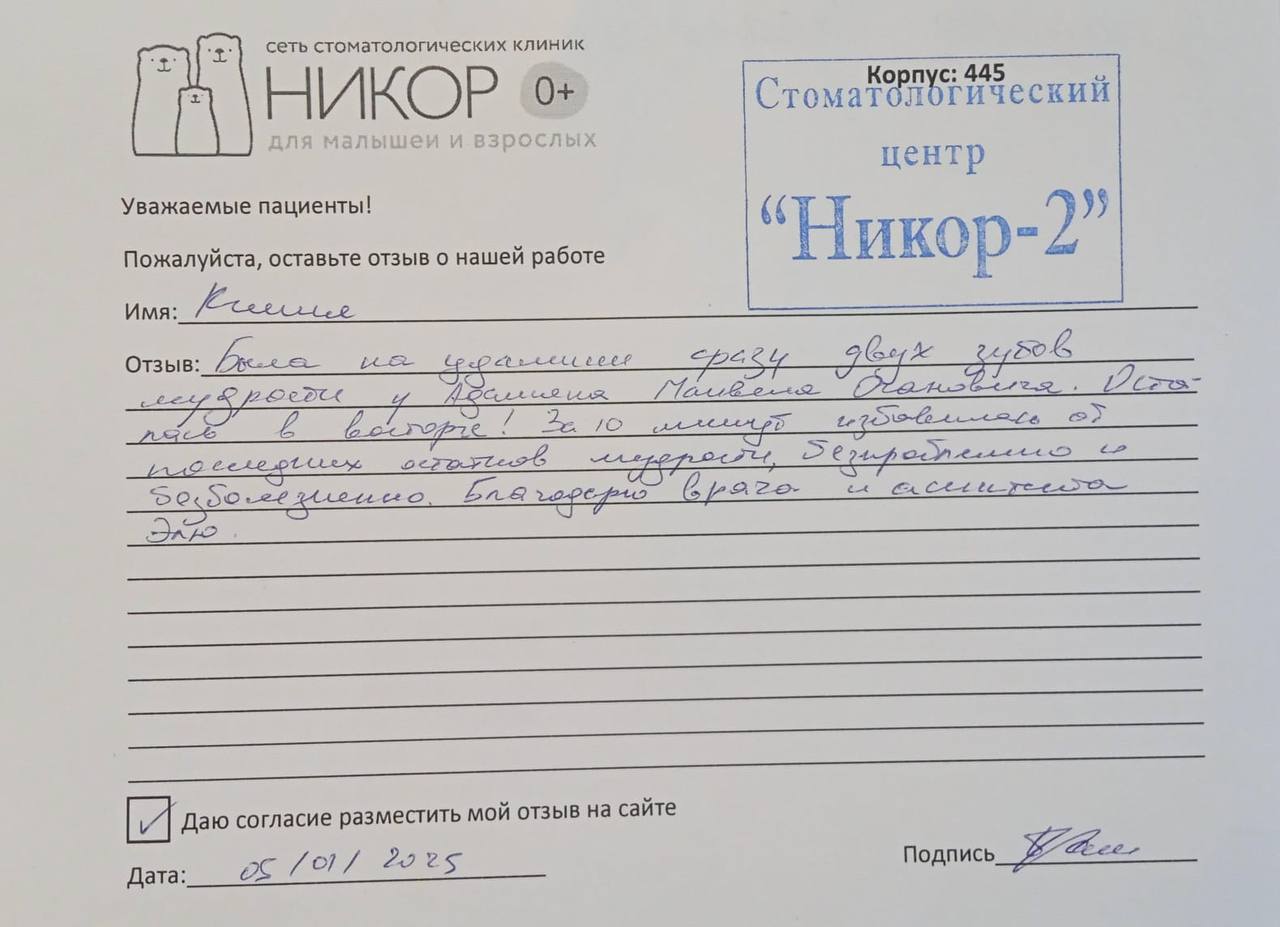 сеть стоматологических клиник
НИКОР 0+
для малышей и взрослых
Корпус: 445
Стоматологический
центр
“Никор-2”
Уважаемые пациенты!
Пожалуйста, оставьте отзыв о нашей работе
Имя: Ксения
Отзыв: Была на удалении сразу двух зубов
мудрости у Адамяна Манвела Оганович. Оста-
лась в восторге! За 10 минут избавилась от
последних остатков мудрости, безпроблемно и
безболезненно. Благодарю врача и ассистента
Элю.
Даю согласие разместить мой отзыв на сайте
Дата: 05/01/2025
Подпись